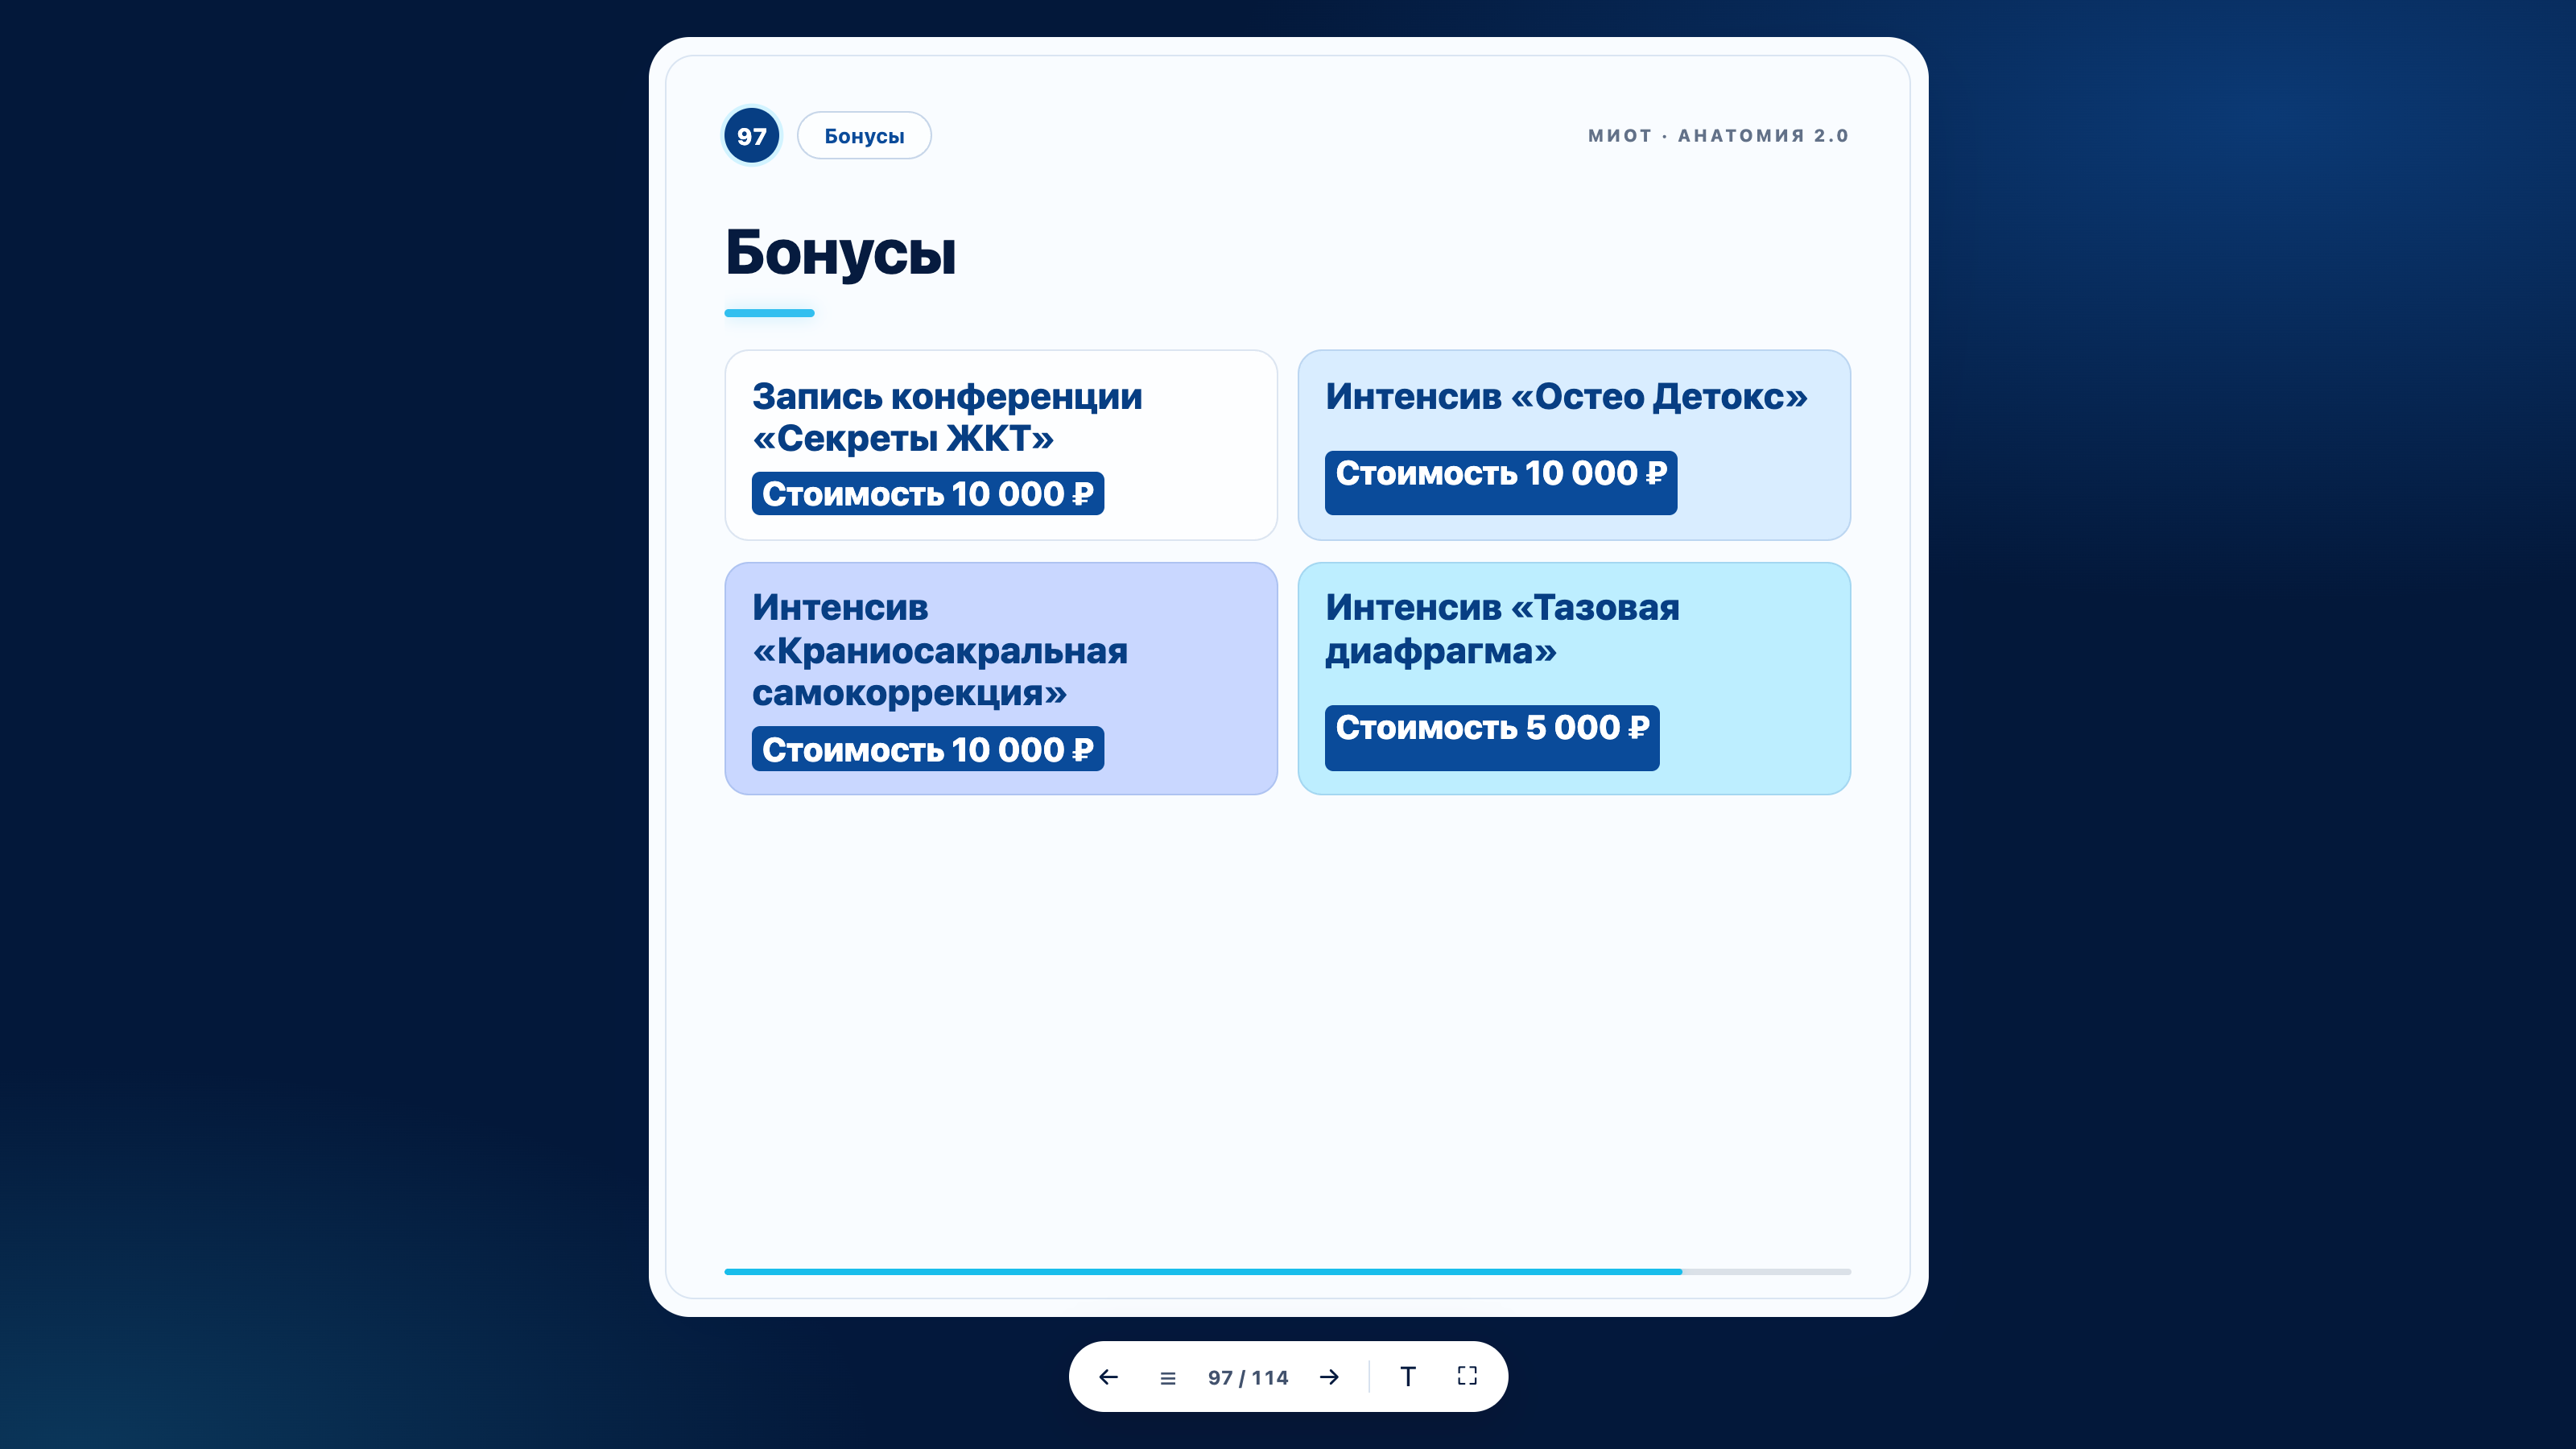 97
Бонусы
МИОТ · АНАТОМИЯ 2.0
Бонусы
Запись конференции
«Секреты ЖКТ»
Стоимость 10 000 ₽
Интенсив «Остео Детокс»
Стоимость 10 000 ₽
Интенсив
«Краниосакральная
самокоррекция»
Стоимость 10 000 ₽
Интенсив «Тазовая
диафрагма»
Стоимость 5 000 ₽
97 / 114
T